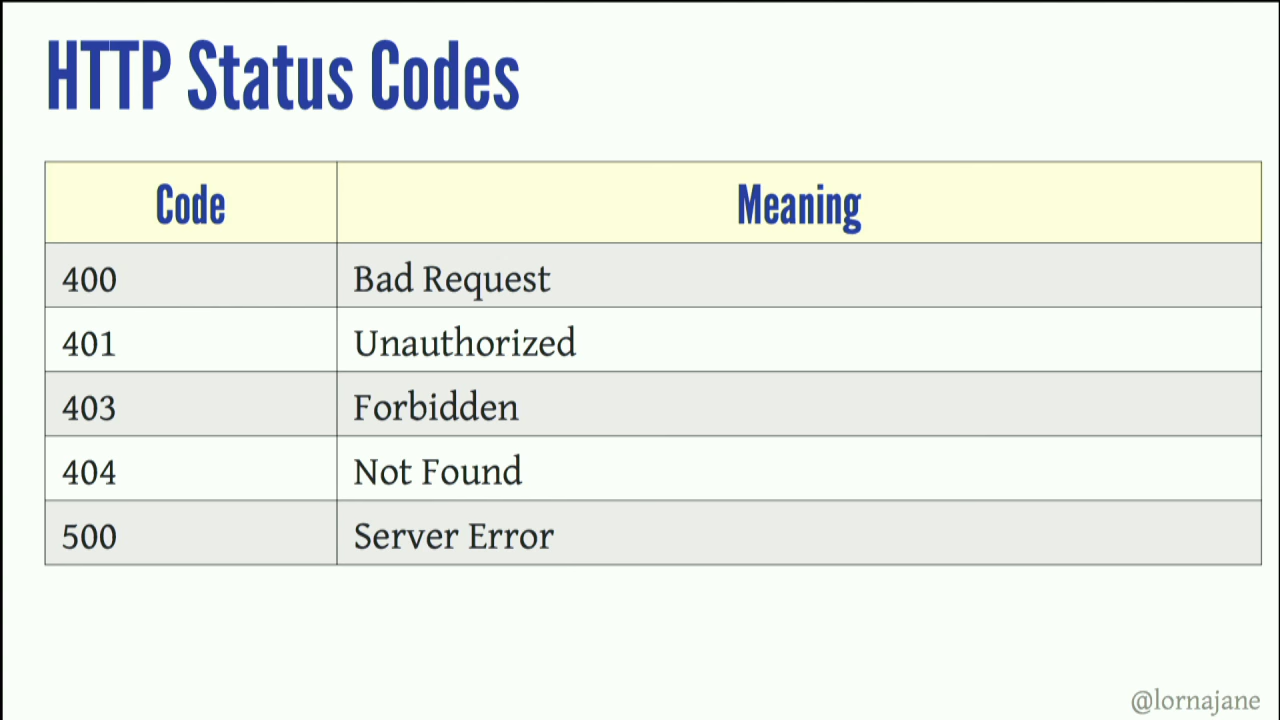 HTTP Status Codes
Code Meaning
400 Bad Request
401 Unauthorized
403 Forbidden
404 Not Found
500 Server Error
@lornajane